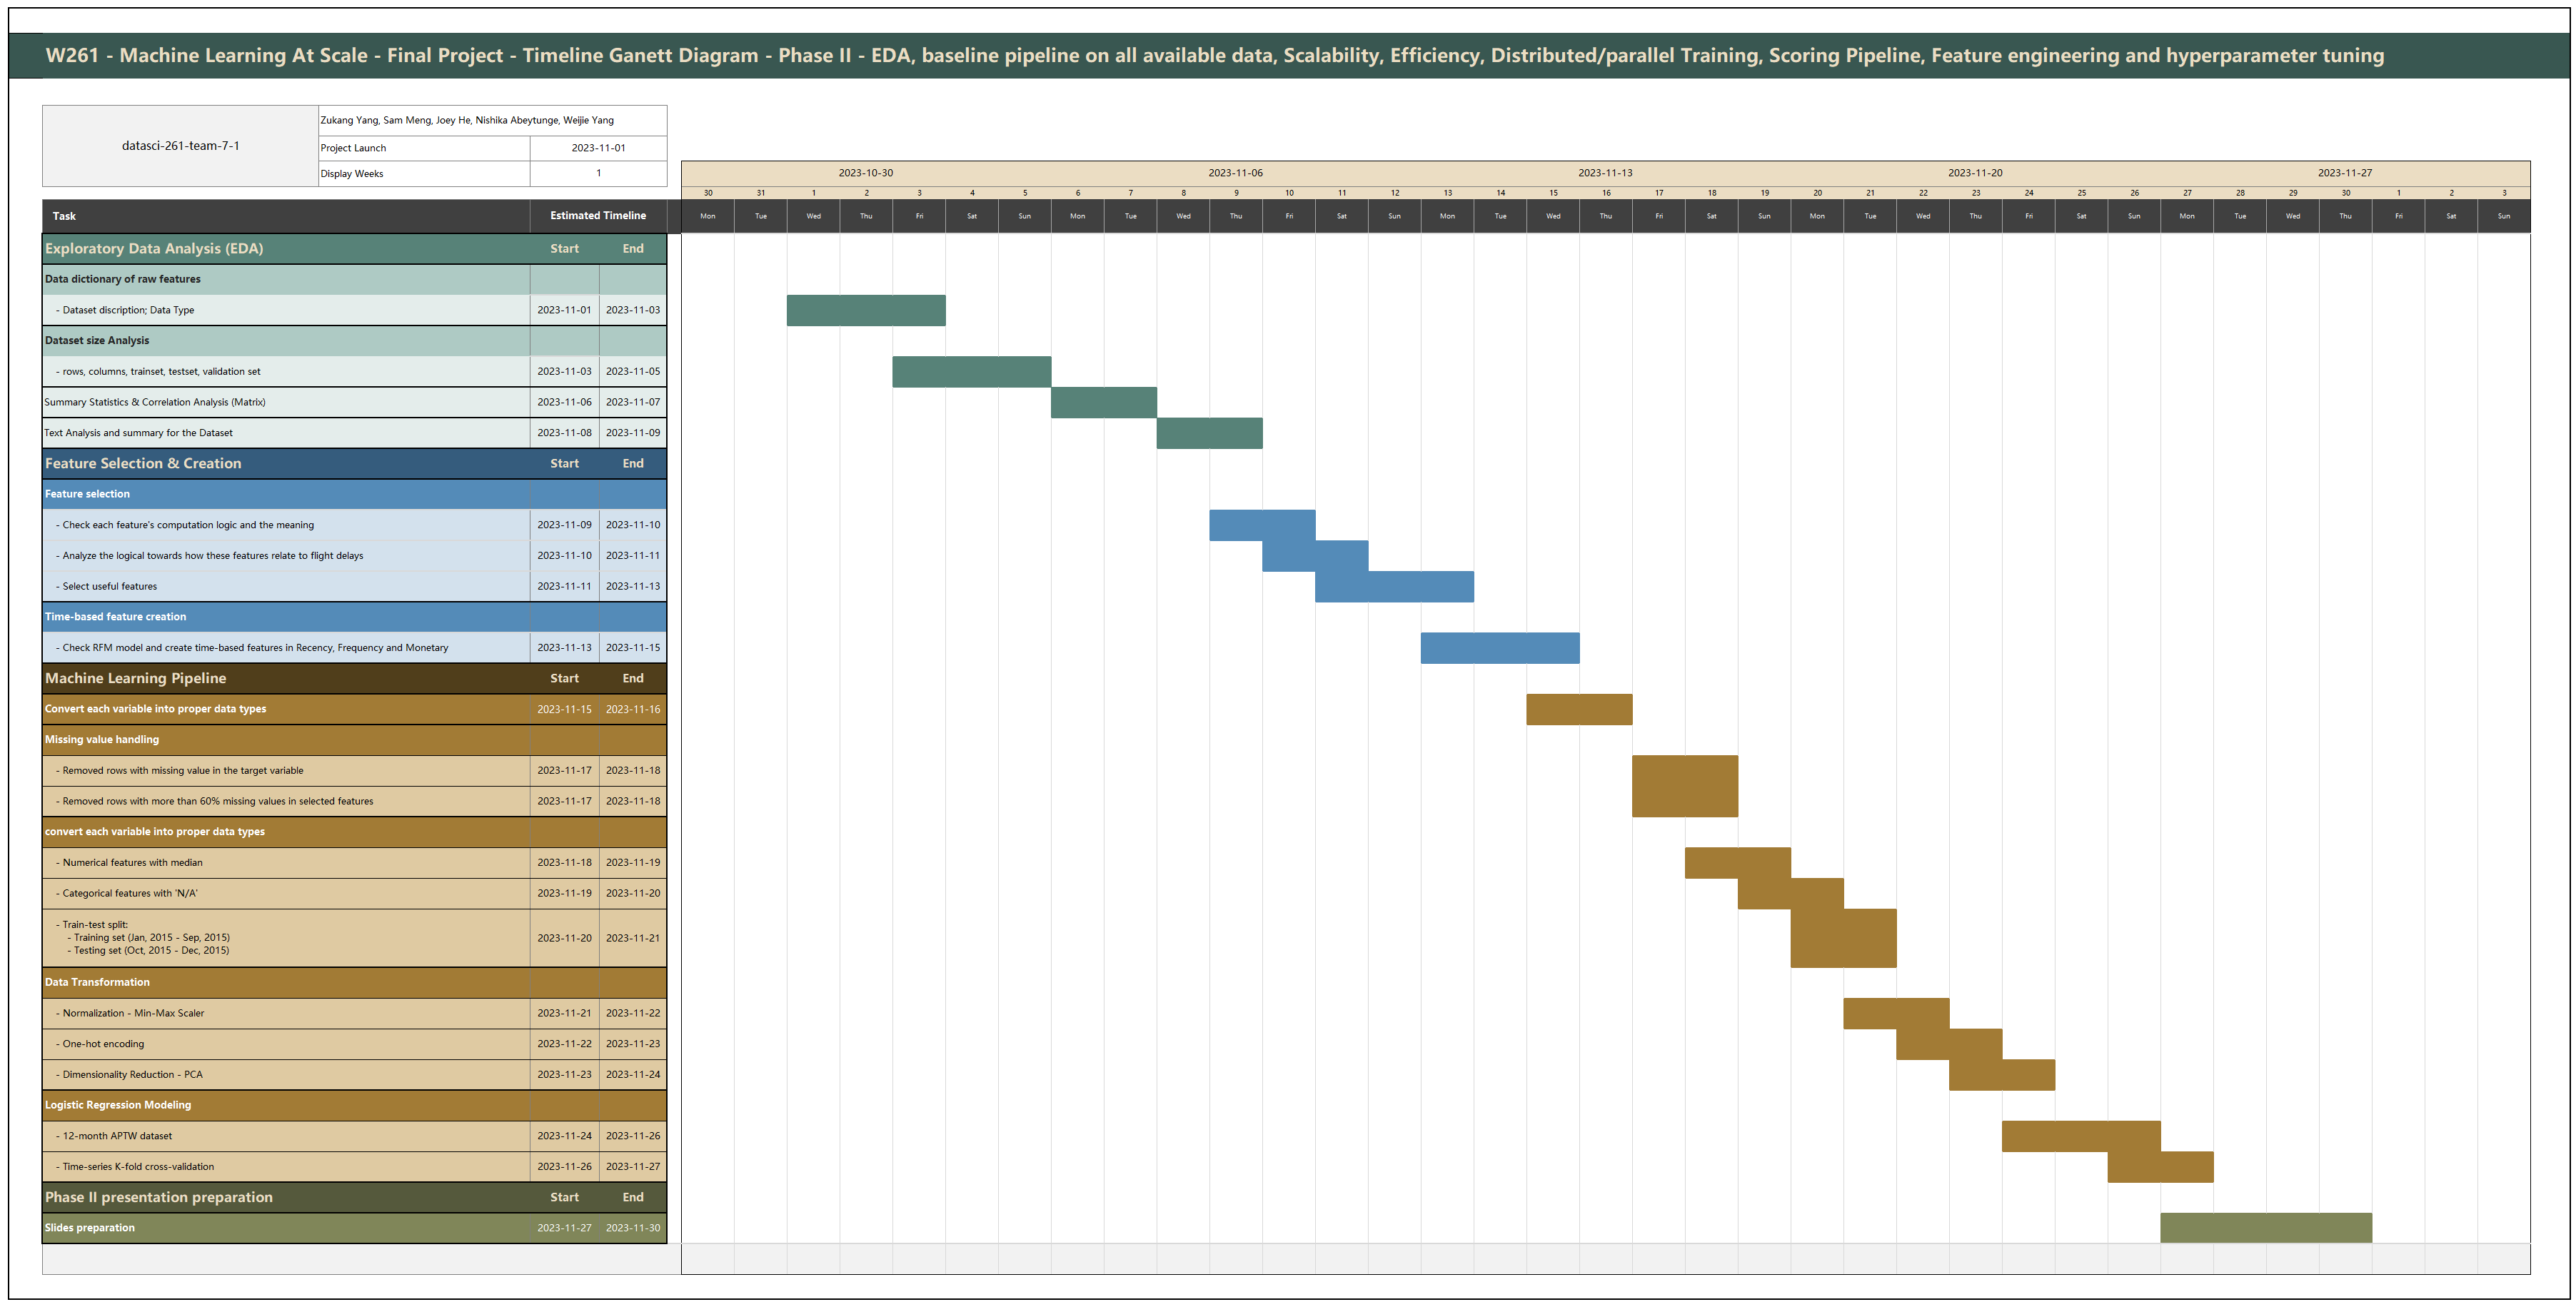 W261 - Machine Learning At Scale - Final Project - Timeline Ganett Diagram - Phase II - EDA, baseline pipeline on all available data, Scalability, Efficiency, Distributed/parallel Training, Scoring Pipeline, Feature engineering and hyperparameter tuning
datasci-261-team-7-1
Zukang Yang, Sam Meng, Joey He, Nishika Abeytunge, Weijie Yang
Project Launch 2023-11-01
Display Weeks 1
2023-10-30 2023-11-06 2023-11-13 2023-11-20 2023-11-27
30 31 1 2 3 4 5 6 7 8 9 10 11 12 13 14 15 16 17 18 19 20 21 22 23 24 25 26 27 28 29 30 1 2 3
Task Estimated Timeline Mon Tue Wed Thu Fri Sat Sun Mon Tue Wed Thu Fri Sat Sun Mon Tue Wed Thu Fri Sat Sun Mon Tue Wed Thu Fri Sat Sun Mon Tue Wed Thu Fri Sat Sun
Exploratory Data Analysis (EDA) Start End
Data dictionary of raw features
- Dataset discription; Data Type 2023-11-01 2023-11-03
Dataset size Analysis
- rows, columns, trainset, testset, validation set 2023-11-03 2023-11-05
Summary Statistics & Correlation Analysis (Matrix) 2023-11-06 2023-11-07
Text Analysis and summary for the Dataset 2023-11-08 2023-11-09
Feature Selection & Creation Start End
Feature selection
- Check each feature's computation logic and the meaning 2023-11-09 2023-11-10
- Analyze the logical towards how these features relate to flight delays 2023-11-10 2023-11-11
- Select useful features 2023-11-11 2023-11-13
Time-based feature creation
- Check RFM model and create time-based features in Recency, Frequency and Monetary 2023-11-13 2023-11-15
Machine Learning Pipeline Start End
Convert each variable into proper data types 2023-11-15 2023-11-16
Missing value handling
- Removed rows with missing value in the target variable 2023-11-17 2023-11-18
- Removed rows with more than 60% missing values in selected features 2023-11-17 2023-11-18
convert each variable into proper data types
- Numerical features with median 2023-11-18 2023-11-19
- Categorical features with 'N/A' 2023-11-19 2023-11-20
- Train-test split:
- Training set (Jan, 2015 - Sep, 2015) 2023-11-20 2023-11-21
- Testing set (Oct, 2015 - Dec, 2015)
Data Transformation
- Normalization - Min-Max Scaler 2023-11-21 2023-11-22
- One-hot encoding 2023-11-22 2023-11-23
- Dimensionality Reduction - PCA 2023-11-23 2023-11-24
Logistic Regression Modeling
- 12-month APTW dataset 2023-11-24 2023-11-26
- Time-series K-fold cross-validation 2023-11-26 2023-11-27
Phase II presentation preparation Start End
Slides preparation 2023-11-27 2023-11-30